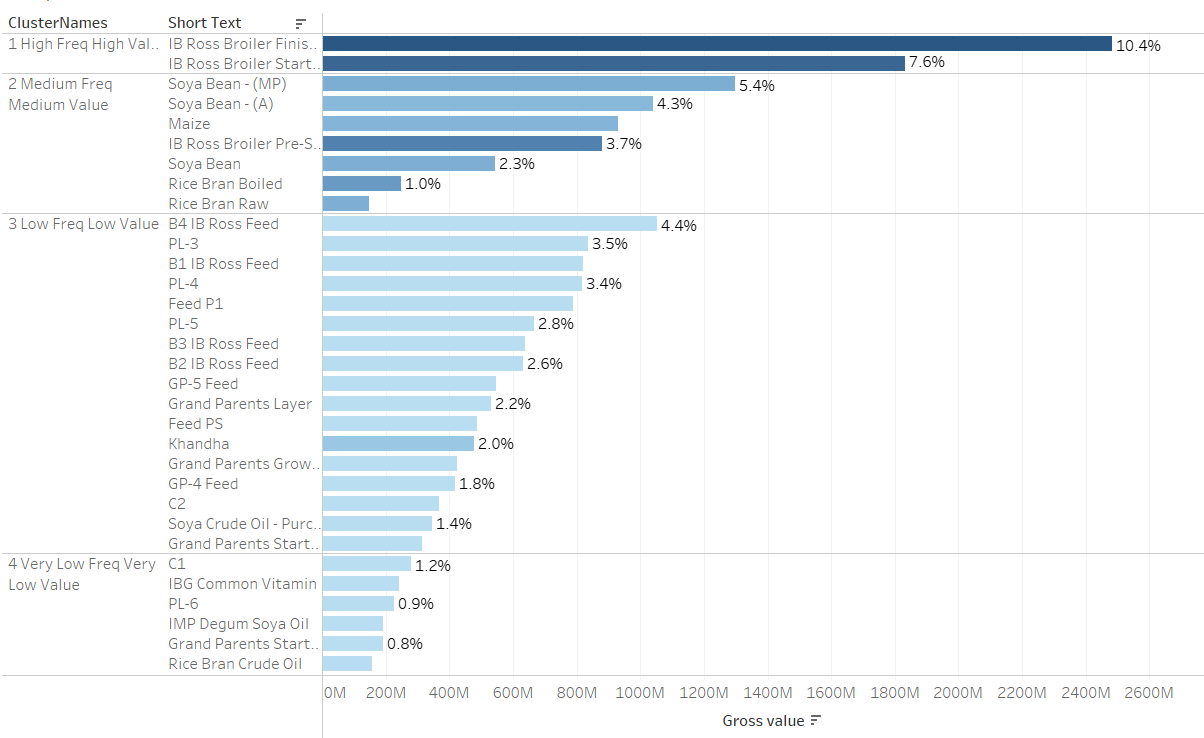 ClusterNames Short Text
1 High Freq High Val.. IB Ross Broiler Finis.. 10.4%
IB Ross Broiler Start.. 7.6%
2 Medium Freq Soya Bean - (MP) 5.4%
Medium Value Soya Bean - (A) 4.3%
Maize
IB Ross Broiler Pre-S.. 3.7%
Soya Bean 2.3%
Rice Bran Boiled 1.0%
Rice Bran Raw
3 Low Freq Low Value B4 IB Ross Feed 4.4%
PL-3 3.5%
B1 IB Ross Feed
PL-4 3.4%
Feed P1
PL-5 2.8%
B3 IB Ross Feed
B2 IB Ross Feed 2.6%
GP-5 Feed
Grand Parents Layer 2.2%
Feed PS
Khandha 2.0%
Grand Parents Grow..
GP-4 Feed 1.8%
C2
Soya Crude Oil - Purc.. 1.4%
Grand Parents Start..
4 Very Low Freq Very C1 1.2%
Low Value IBG Common Vitamin
PL-6 0.9%
IMP Degum Soya Oil
Grand Parents Start.. 0.8%
Rice Bran Crude Oil
0M 200M 400M 600M 800M 1000M 1200M 1400M 1600M 1800M 2000M 2200M 2400M 2600M
Gross value